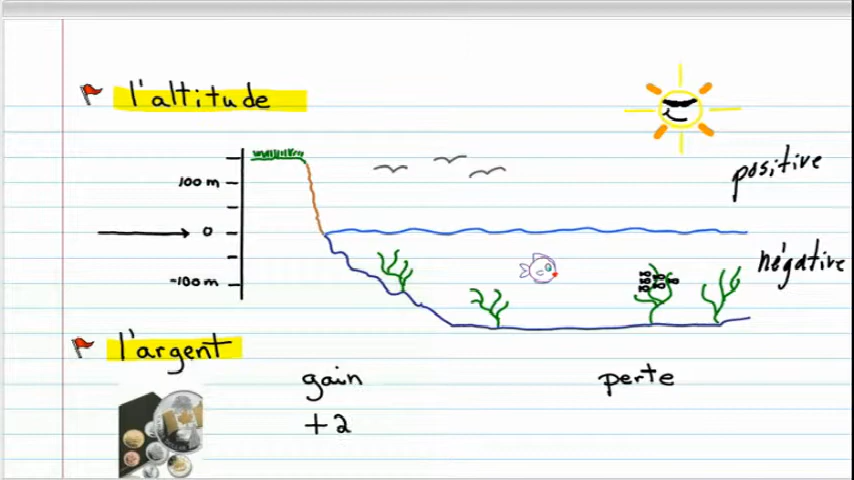 l'altitude
positive
100 m
0
négative
-100 m
l'argent
gain
perte
+2